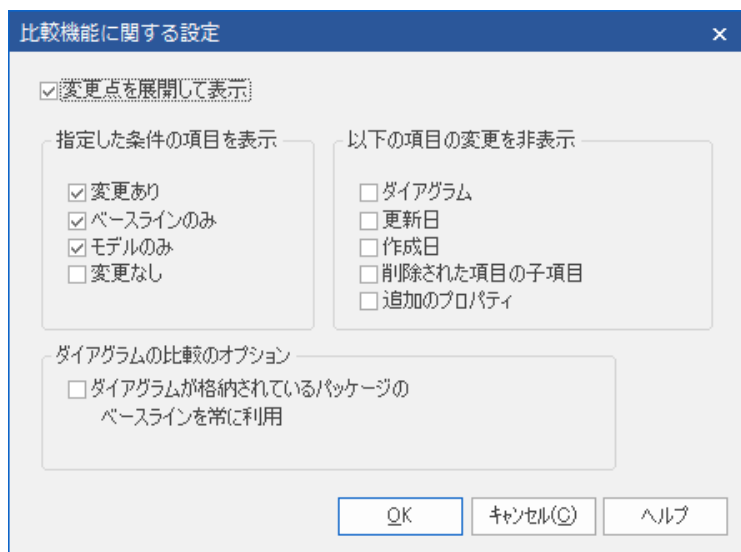 比較機能に関する設定
変更点を展開して表示
指定した条件の項目を表示
変更あり
ベースラインのみ
モデルのみ
変更なし
以下の項目の変更を非表示
ダイアグラム
更新日
作成日
削除された項目の子項目
追加のプロパティ
ダイアグラムの比較のオプション
ダイアグラムが格納されているパッケージの
ベースラインを常に利用
OK
キャンセル(C)
ヘルプ